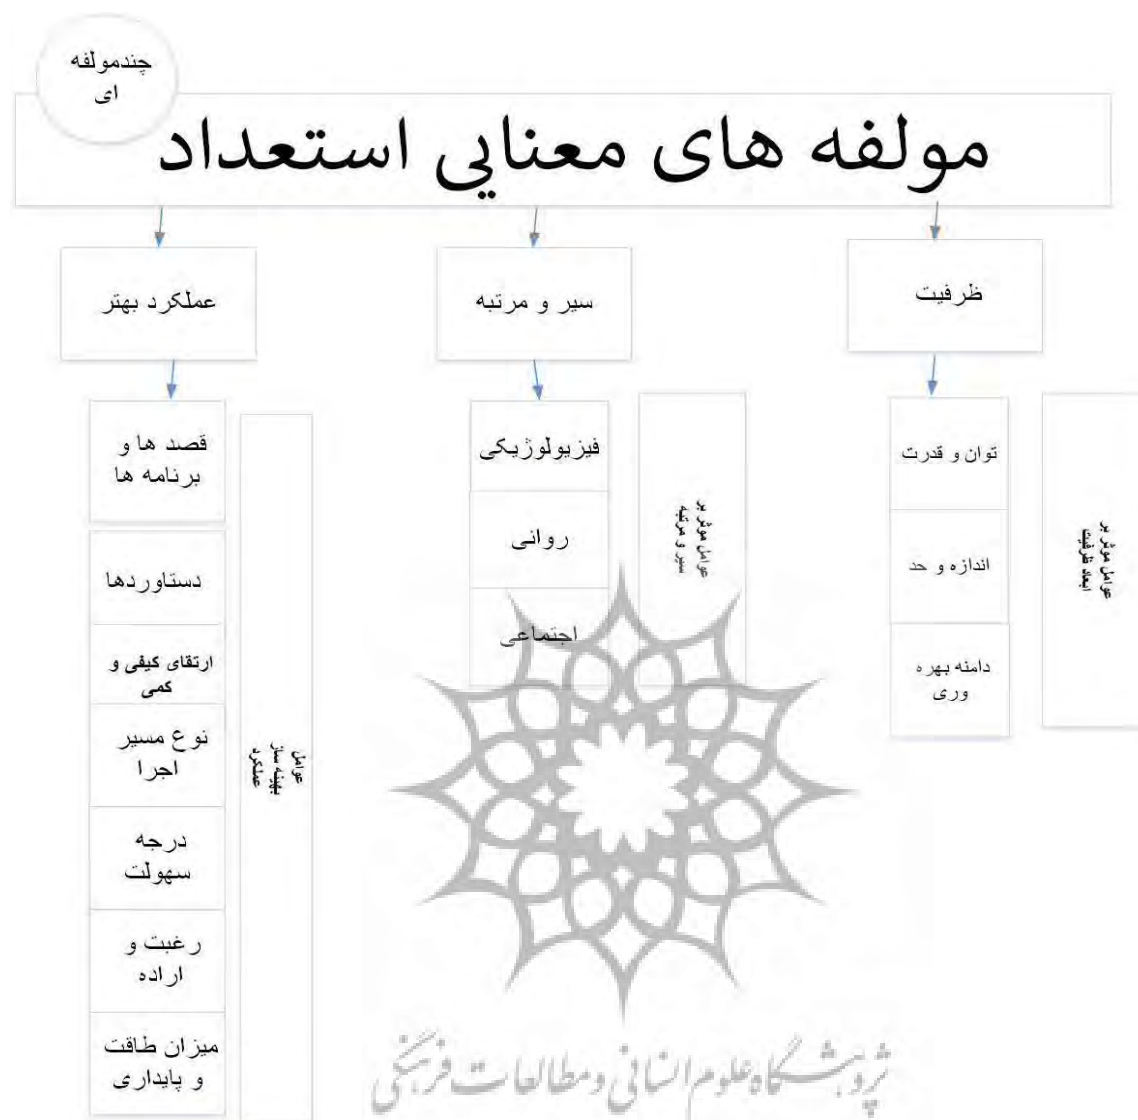 چندمولفه
ای
مولفه های معنایی استعداد
ظرفیت
سیر و مرتبه
عملکرد بهتر
توان و قدرت
اندازه و حد
دامنه بهره
وری
عوامل موثر بر
ابعاد ظرفیت
فیزیولوژیکی
روانی
اجتماعی
عوامل موثر بر
سیر و مرتبه
قصد ها و
برنامه ها
دستاوردها
ارتقای کیفی و
کمی
نوع مسیر
اجرا
درجه
سهولت
رغبت و
اراده
میزان طاقت
و پایداری
عوامل
بهینه ساز
عملکرد
پژوهشگاه علوم انسانی و مطالعات فرهنگی